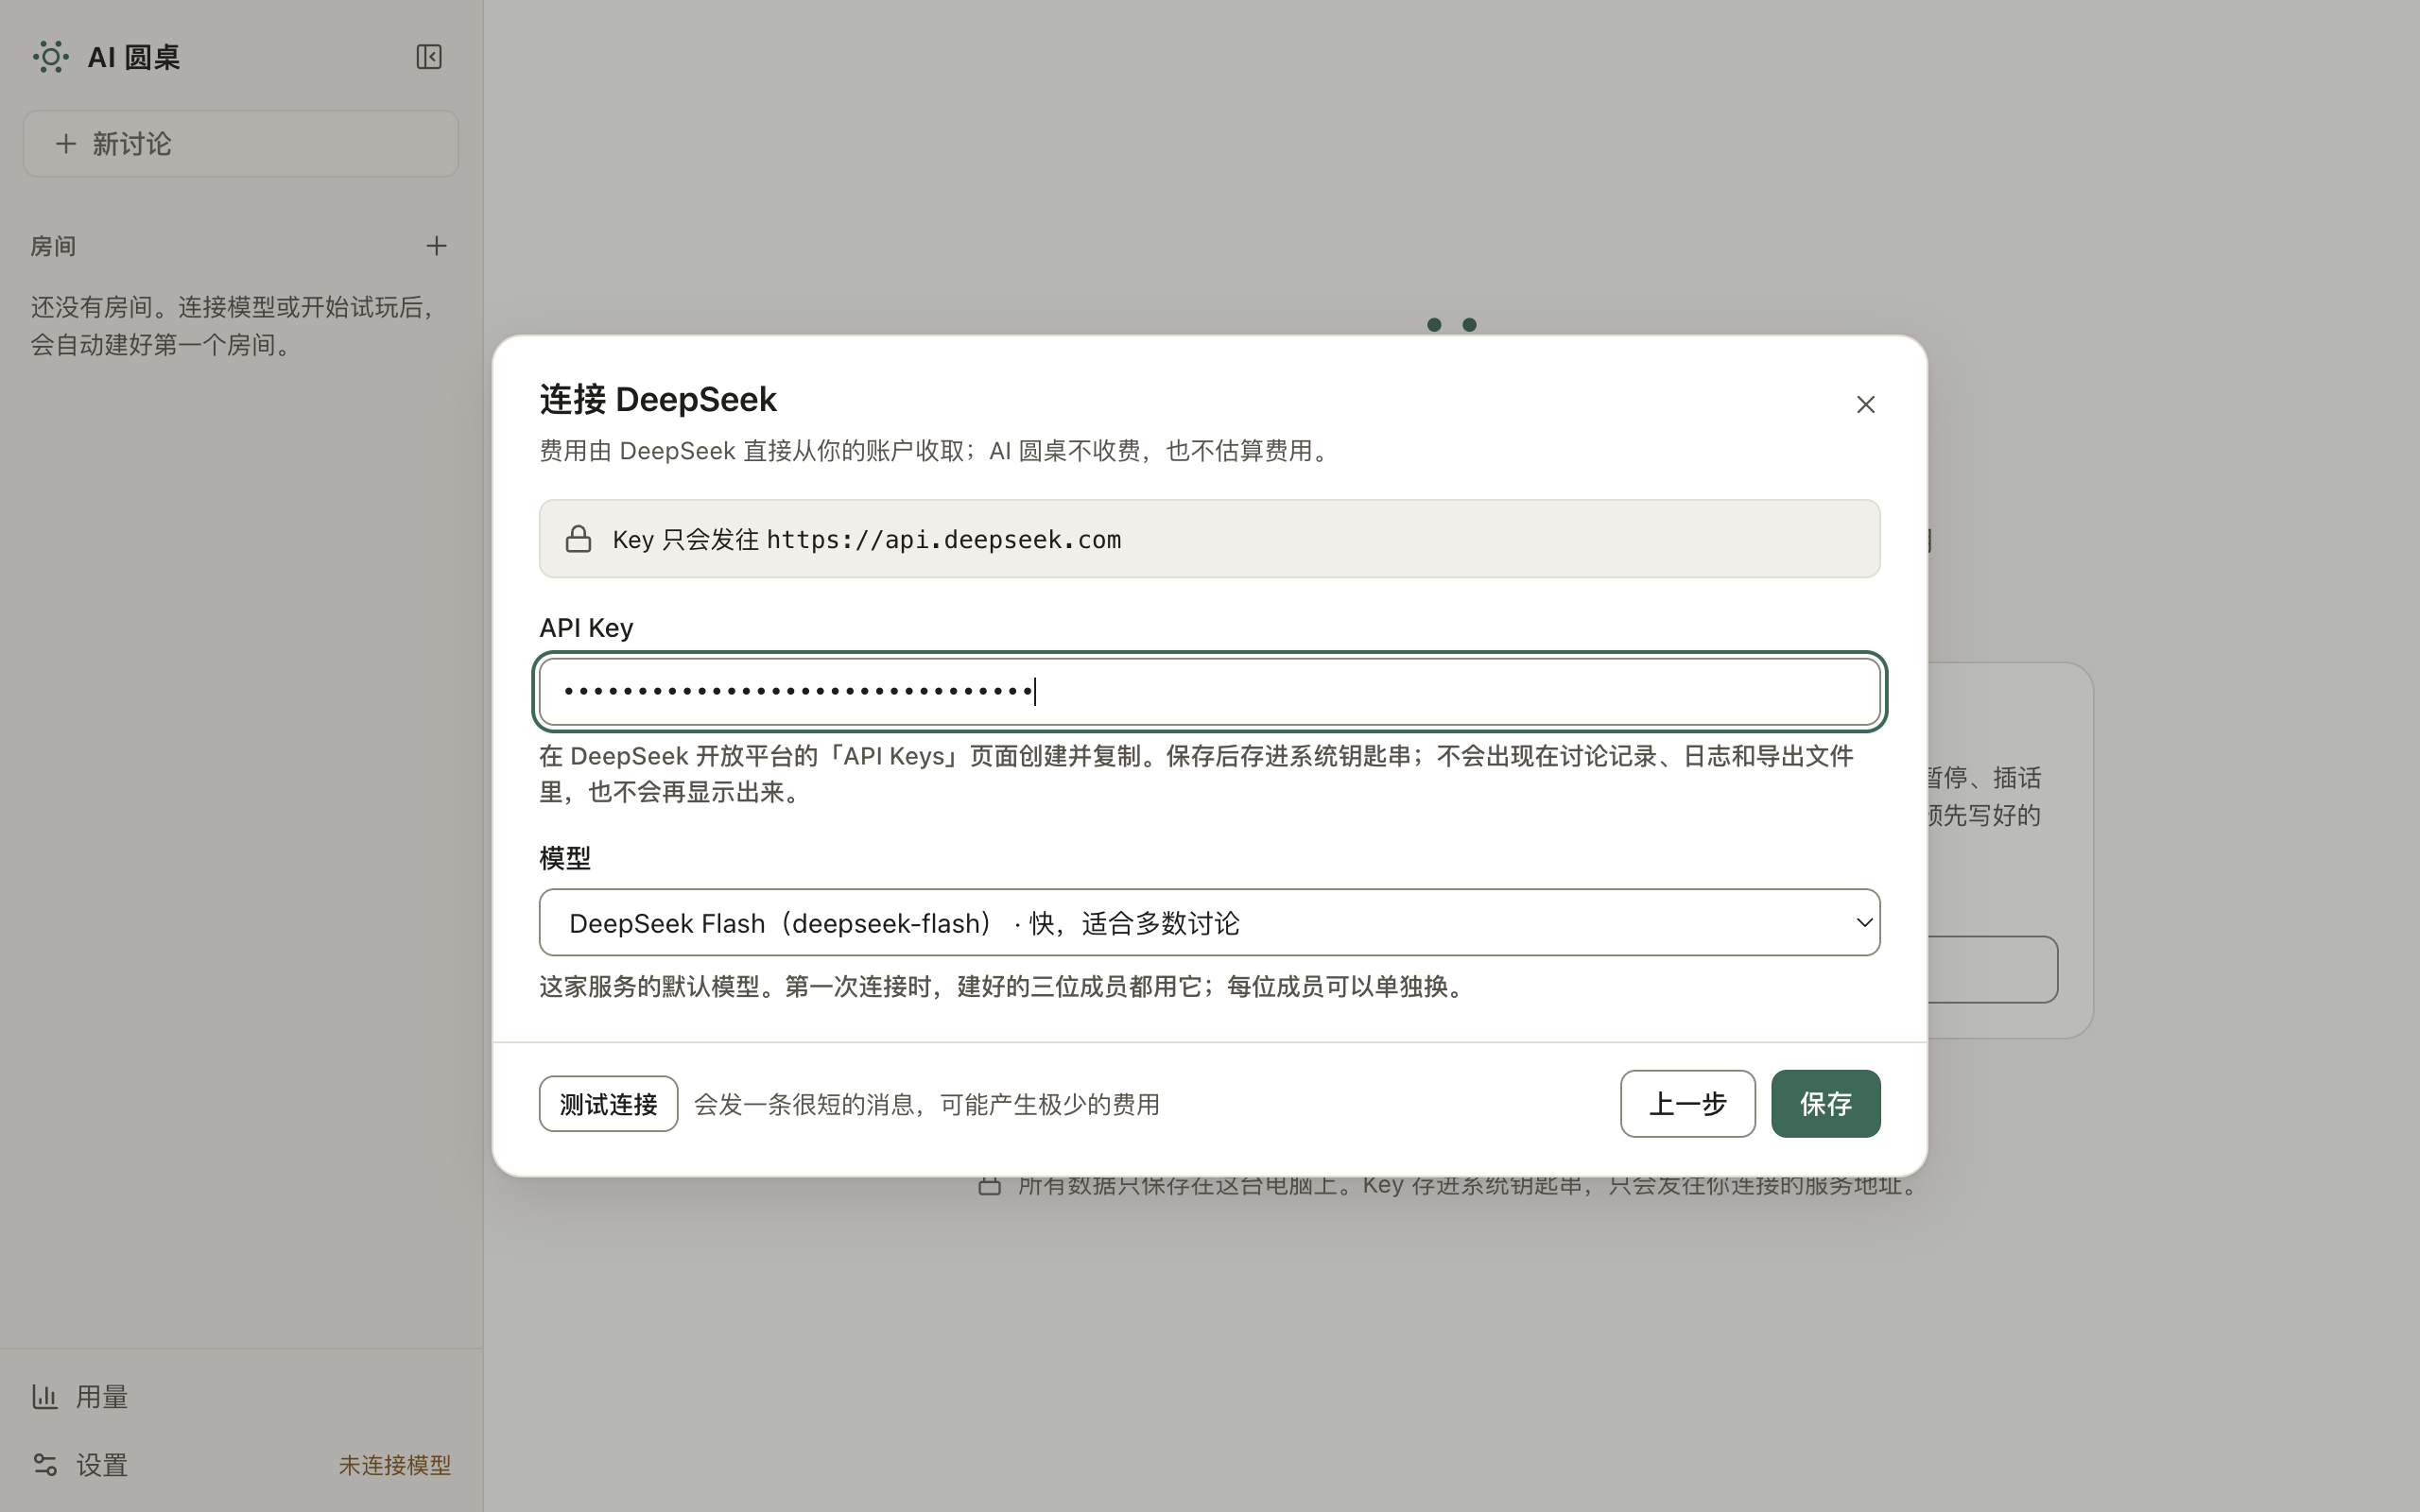 AI 圆桌
新讨论
房间
还没有房间。连接模型或开始试玩后，
会自动建好第一个房间。
连接 DeepSeek
费用由 DeepSeek 直接从你的账户收取；AI 圆桌不收费，也不估算费用。
Key 只会发往 https://api.deepseek.com
API Key
在 DeepSeek 开放平台的「API Keys」页面创建并复制。保存后存进系统钥匙串；不会出现在讨论记录、日志和导出文件
里，也不会再显示出来。
暂停、插话
预先写好的
模型
DeepSeek Flash（deepseek-flash） · 快，适合多数讨论
这家服务的默认模型。第一次连接时，建好的三位成员都用它；每位成员可以单独换。
测试连接 会发一条很短的消息，可能产生极少的费用
上一步 保存
所有数据只保存在这台电脑上。Key 存进系统钥匙串，只会发往你连接的服务地址。
用量
设置 未连接模型